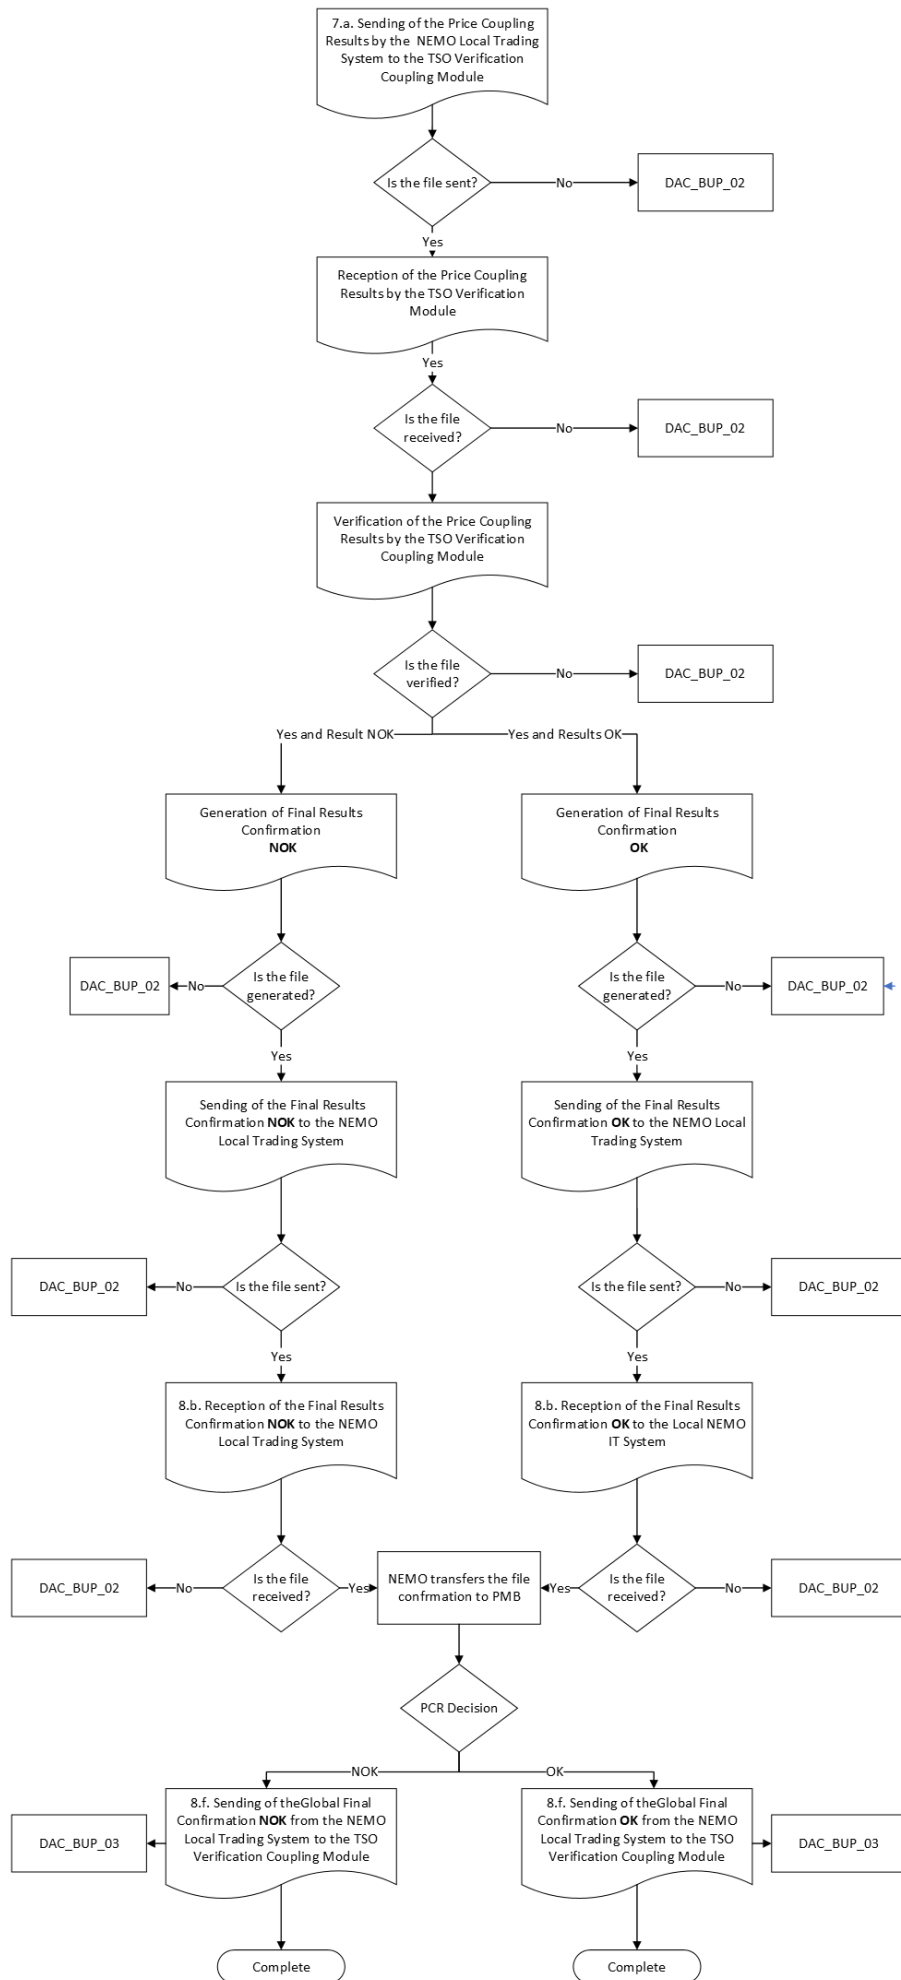 7.a. Sending of the Price Coupling
Results by the  NEMO Local Trading
System to the TSO Verification
Coupling Module
Is the file sent?
No
DAC_BUP_02
Yes
Reception of the Price Coupling
Results by the TSO Verification
Module
Yes
Is the file
received?
No
DAC_BUP_02
Verification of the Price Coupling
Results by the TSO Verification
Coupling Module
Is the file
verified?
No
DAC_BUP_02
Yes and Result NOK
Yes and Results OK
Generation of Final Results
Confirmation
NOK
Generation of Final Results
Confirmation
OK
DAC_BUP_02
No
Is the file
generated?
Is the file
generated?
No
DAC_BUP_02
Yes
Yes
Sending of the Final Results
Confirmation NOK to the NEMO
Local Trading System
Sending of the Final Results
Confirmation OK to the NEMO Local
Trading System
DAC_BUP_02
No
Is the file sent?
Is the file sent?
No
DAC_BUP_02
Yes
Yes
8.b. Reception of the Final Results
Confirmation NOK to the NEMO
Local Trading System
8.b. Reception of the Final Results
Confirmation OK to the Local NEMO
IT System
DAC_BUP_02
No
Is the file
received?
Yes
NEMO transfers the file
confrmation to PMB
Yes
Is the file
received?
No
DAC_BUP_02
PCR Decision
NOK
OK
8.f. Sending of theGlobal Final
Confirmation NOK from the NEMO
Local Trading System to the TSO
Verification Coupling Module
8.f. Sending of theGlobal Final
Confirmation OK from the NEMO
Local Trading System to the TSO
Verification Coupling Module
DAC_BUP_03
DAC_BUP_03
Complete
Complete